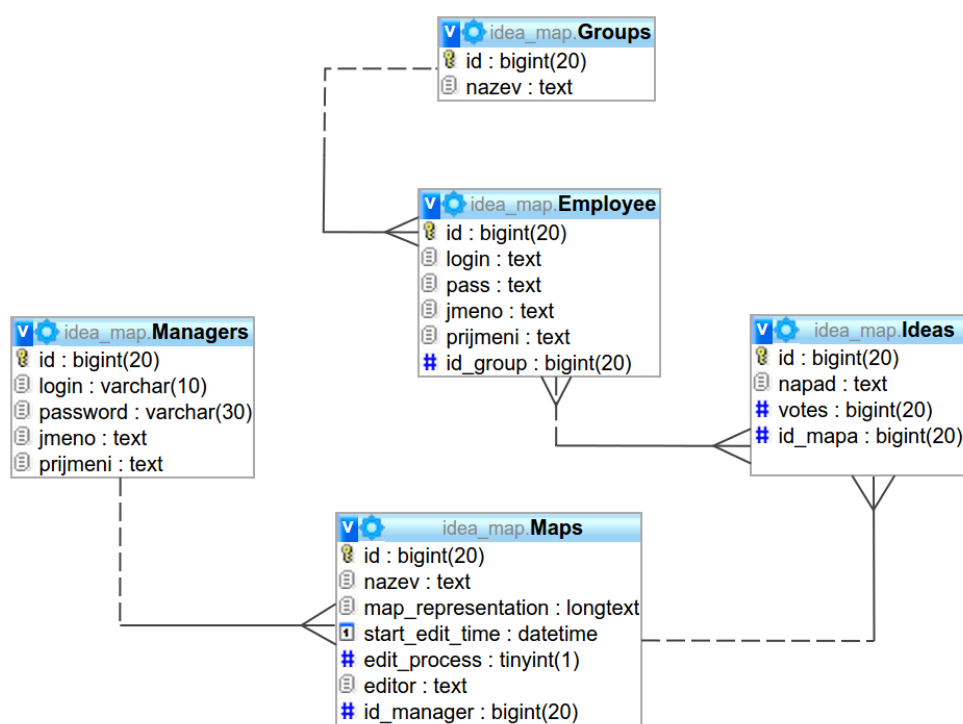 V idea_map.Groups
id : bigint(20)
nazev : text
V idea_map.Employee
id : bigint(20)
login : text
pass : text
jmeno : text
prijmeni : text
# id_group : bigint(20)
V idea_map.Managers
id : bigint(20)
login : varchar(10)
password : varchar(30)
jmeno : text
prijmeni : text
V idea_map.Ideas
id : bigint(20)
napad : text
# votes : bigint(20)
# id_mapa : bigint(20)
V idea_map.Maps
id : bigint(20)
nazev : text
map_representation : longtext
1 start_edit_time : datetime
# edit_process : tinyint(1)
editor : text
# id_manager : bigint(20)